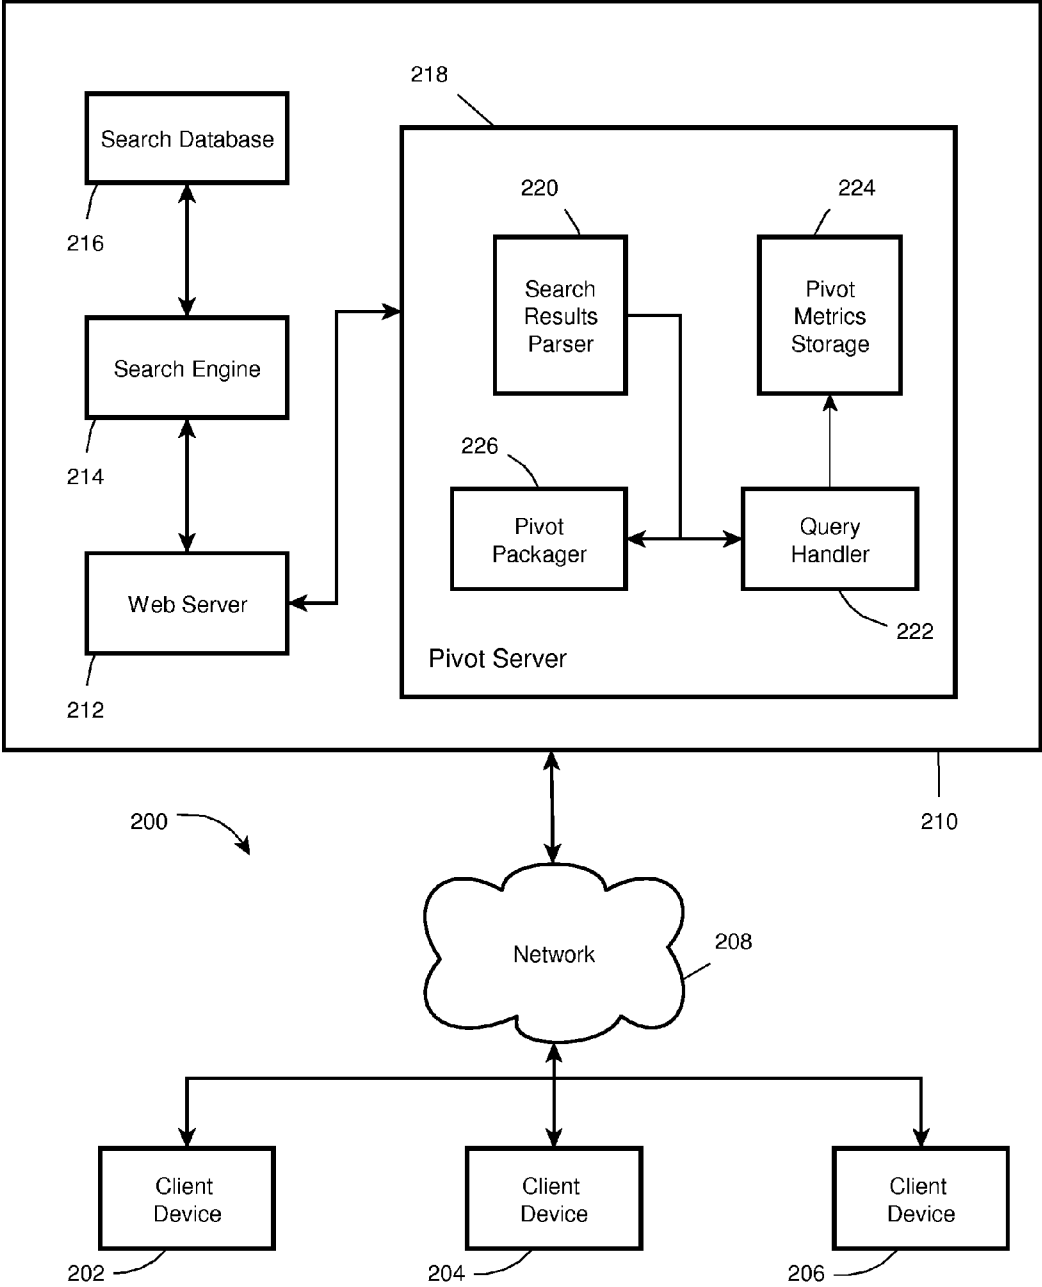 218
Search Database
216
220
224
Search
Results
Parser
Pivot
Metrics
Storage
Search Engine
214
226
Pivot
Packager
Query
Handler
Web Server
222
Pivot Server
212
200
210
Network
208
Client
Device
Client
Device
Client
Device
202
204
206